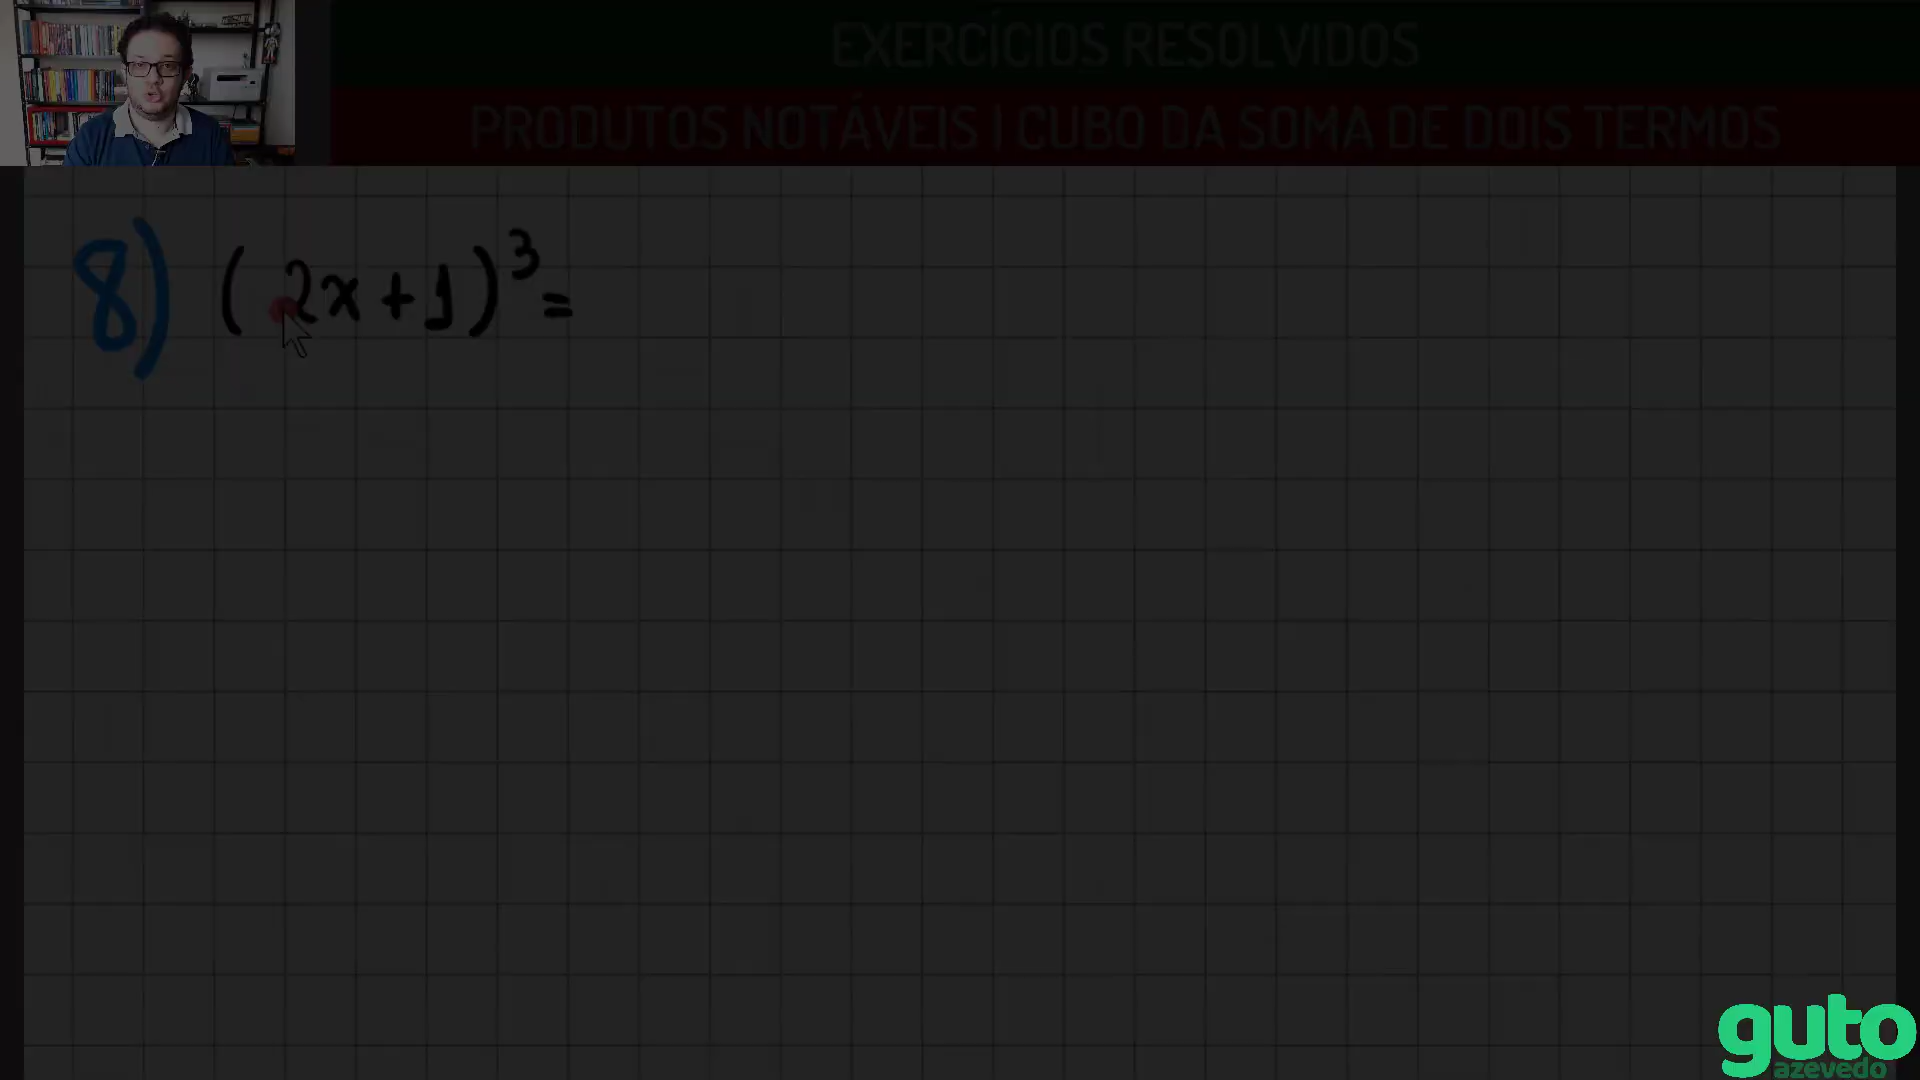 EXERCÍCIOS RESOLVIDOS
PRODUTOS NOTÁVEIS | CUBO DA SOMA DE DOIS TERMOS
8) (2x+1)³=
guto
azevedo